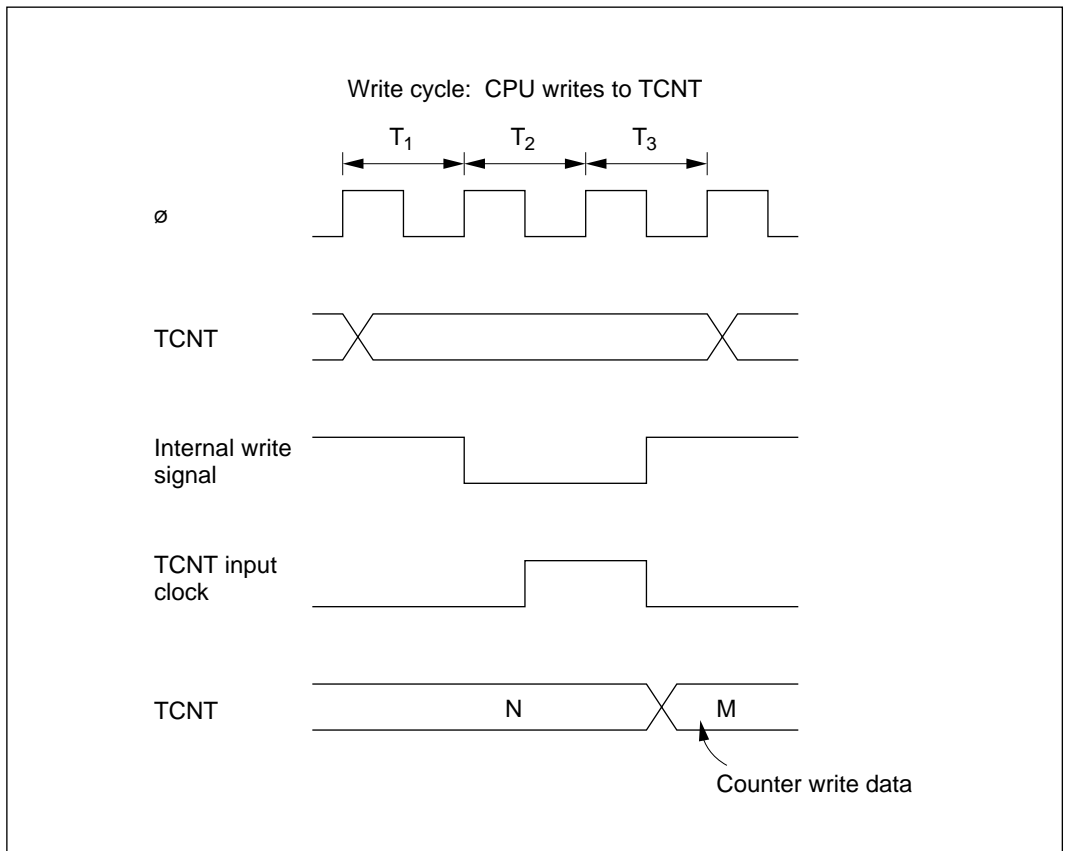 Write cycle: CPU writes to TCNT
T1 T2 T3
ø
TCNT
Internal write
signal
TCNT input
clock
TCNT N M
Counter write data